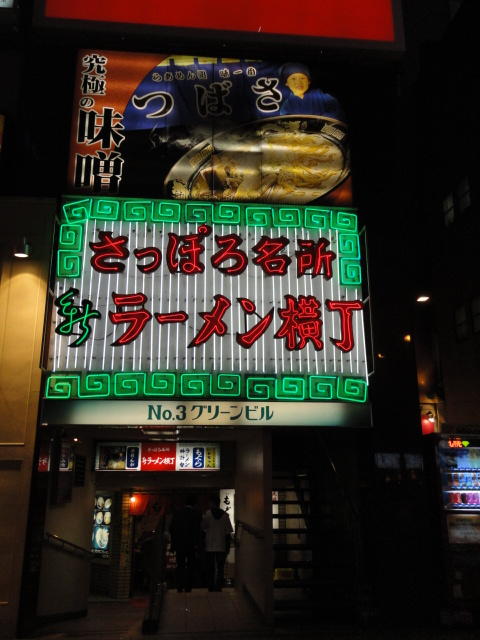 究極の味噌
らあめん園 味一番
つばさ
さっぽろ名所
新ラーメン横丁
No.3 グリーンビル
新ラーメン横丁